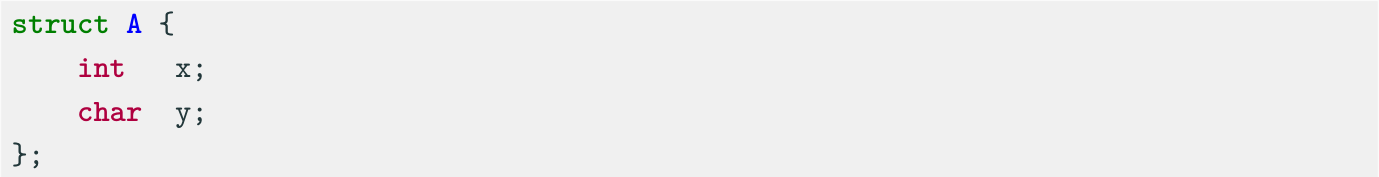 struct A {
    int   x;
    char  y;
};